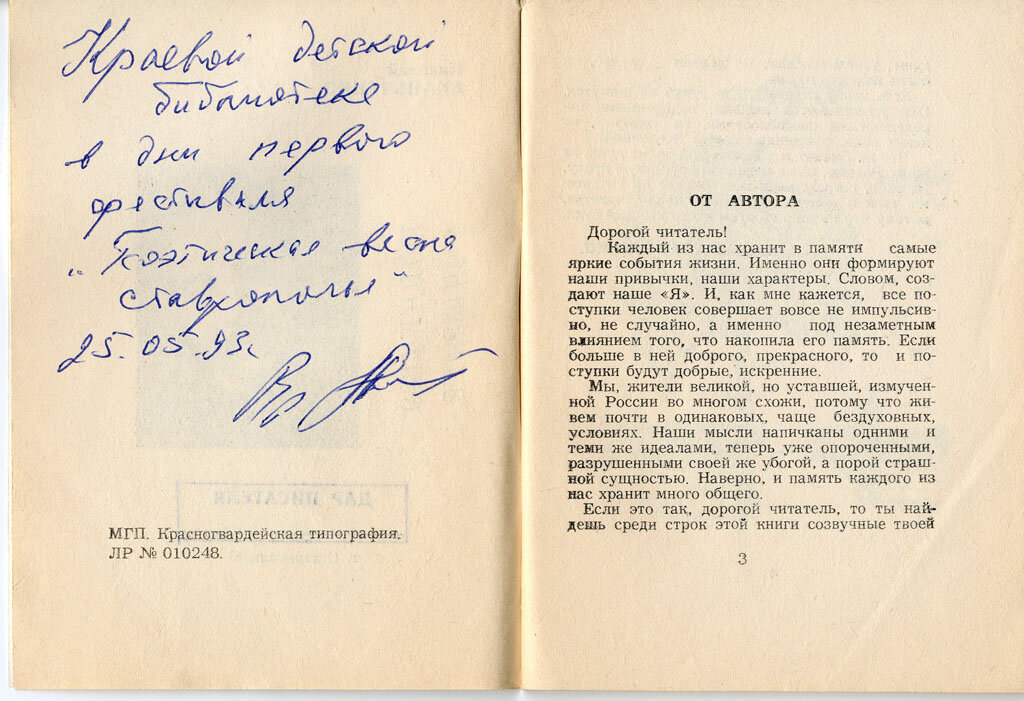 Краевой детской
библиотеке
в дни первого
фестиваля
"Поэтическая весна
Ставрополья"
25.05.93г.
МГП. Красногвардейская типография.
ЛР № 010248.
ДАР ПИСАТЕЛЯ
ОТ АВТОРА
Дорогой читатель!
Каждый из нас хранит в памяти самые
яркие события жизни. Именно они формируют
наши привычки, наши характеры. Словом, соз-
дают наше «Я». И, как мне кажется, все по-
ступки человек совершает вовсе не импульсив-
но, не случайно, а именно под незаметным
влиянием того, что накопила его память. Если
больше в ней доброго, прекрасного, то и по-
ступки будут добрые, искренние.
Мы, жители великой, но уставшей, измучен-
ной России во многом схожи, потому что жи-
вем почти в одинаковых, чаще бездуховных,
условиях. Наши мысли напичканы одними и
теми же идеалами, теперь уже опороченными,
разрушенными своей же убогой, а порой страш-
ной сущностью. Наверно, и память каждого из
нас хранит много общего.
Если это так, дорогой читатель, то ты най-
дешь среди строк этой книги созвучные твоей
3